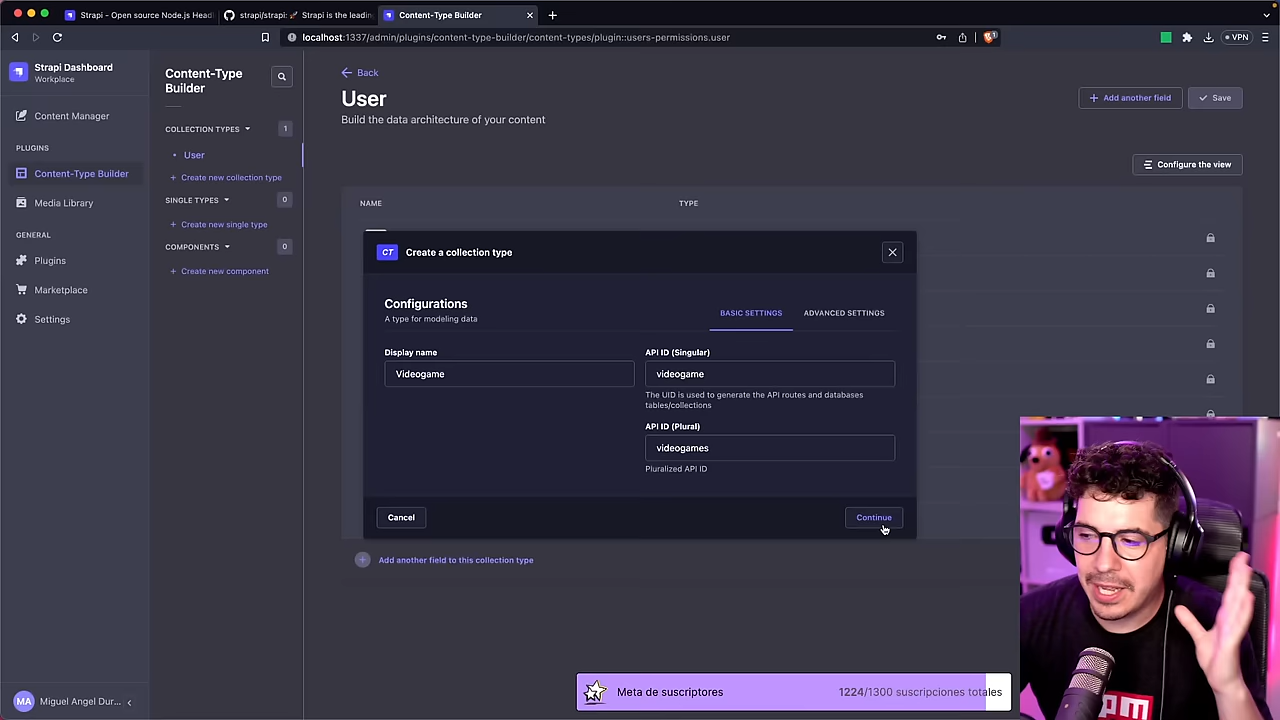 Strapi - Open source Node.js Head
strapi/strapi: 🚀 Strapi is the leading
Content-Type Builder
localhost:1337/admin/plugins/content-type-builder/content-types/plugin::users-permissions.user
VPN
Strapi Dashboard
Workplace
Content Manager
PLUGINS
Content-Type Builder
Media Library
GENERAL
Plugins
Marketplace
Settings
MA
Miguel Angel Dur...
Content-Type
Builder
COLLECTION TYPES
1
User
+ Create new collection type
SINGLE TYPES
0
+ Create new single type
COMPONENTS
0
+ Create new component
Back
User
Build the data architecture of your content
+ Add another field
Save
Configure the view
NAME
TYPE
CT
Create a collection type
Configurations
A type for modeling data
BASIC SETTINGS
ADVANCED SETTINGS
Display name
Videogame
API ID (Singular)
videogame
The UID is used to generate the API routes and databases
tables/collections
API ID (Plural)
videogames
Pluralized API ID
Cancel
Continue
Add another field to this collection type
Meta de suscriptores
1224/1300 suscripciones totales